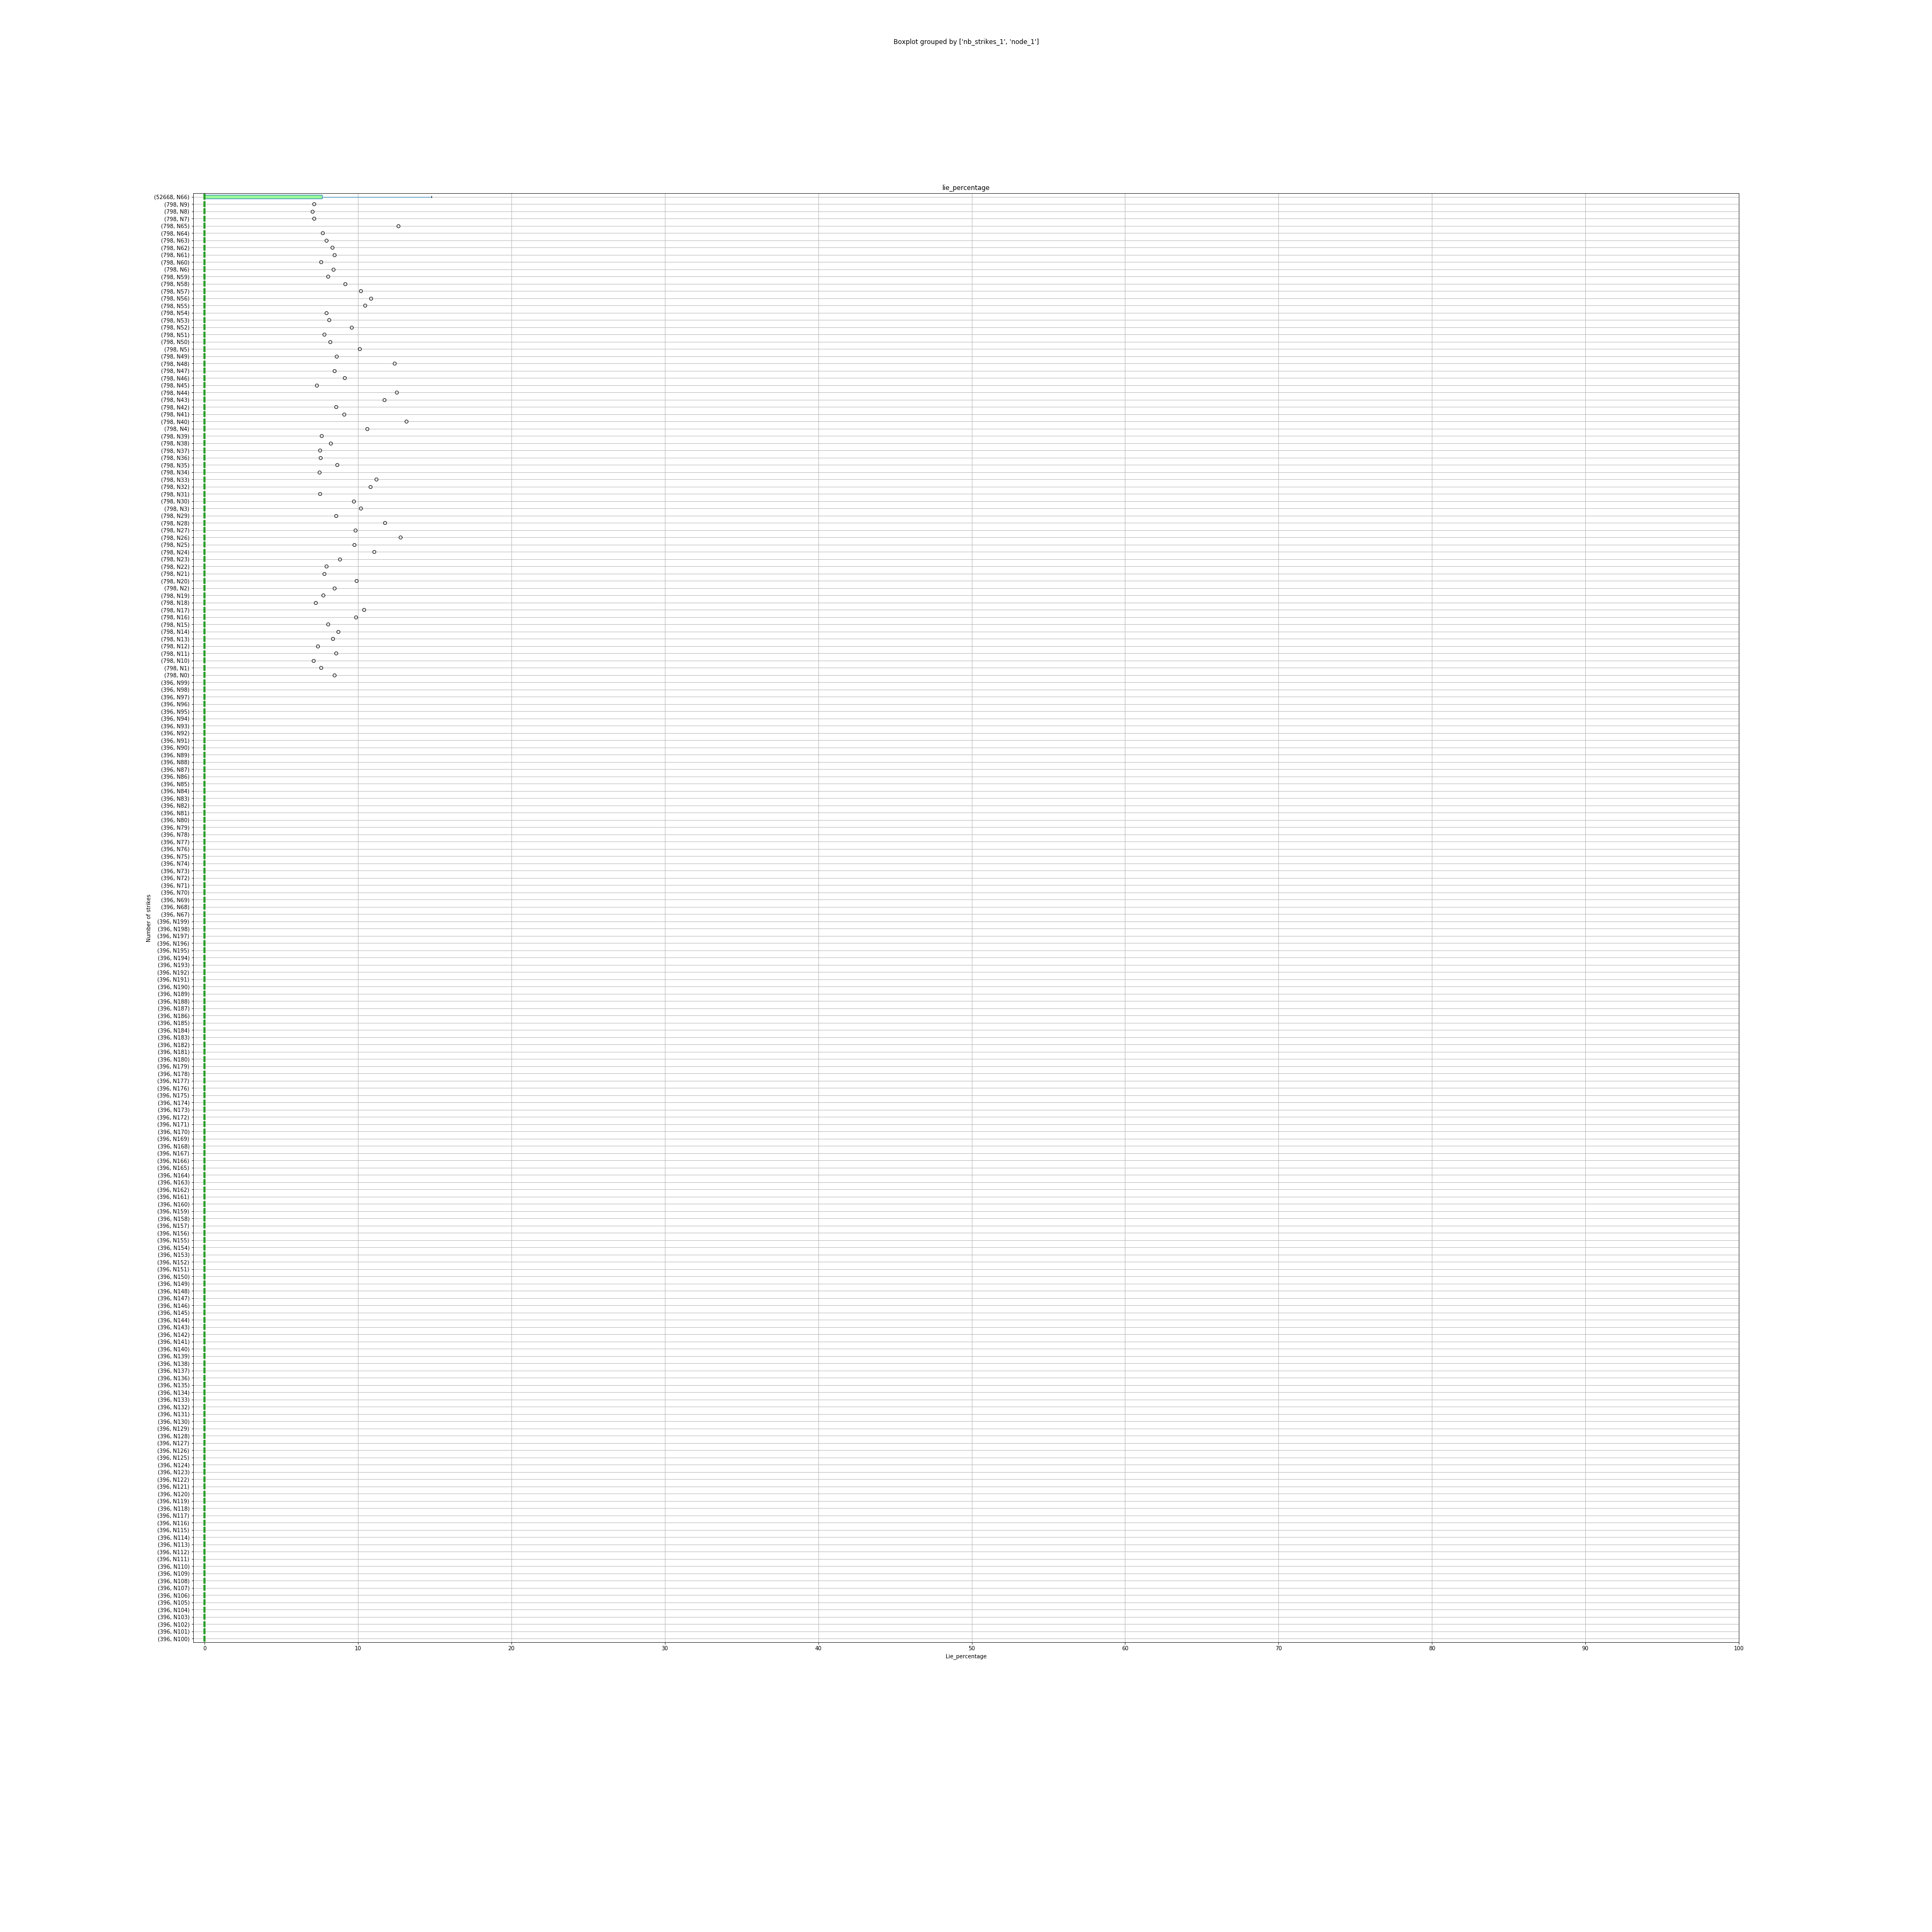 Boxplot grouped by ['nb_strikes_1', 'node_1']
lie_percentage
(52668, N66)
(798, N9)
(798, N8)
(798, N7)
(798, N65)
(798, N64)
(798, N63)
(798, N62)
(798, N61)
(798, N60)
(798, N6)
(798, N59)
(798, N58)
(798, N57)
(798, N56)
(798, N55)
(798, N54)
(798, N53)
(798, N52)
(798, N51)
(798, N50)
(798, N5)
(798, N49)
(798, N48)
(798, N47)
(798, N46)
(798, N45)
(798, N44)
(798, N43)
(798, N42)
(798, N41)
(798, N40)
(798, N4)
(798, N39)
(798, N38)
(798, N37)
(798, N36)
(798, N35)
(798, N34)
(798, N33)
(798, N32)
(798, N31)
(798, N30)
(798, N3)
(798, N29)
(798, N28)
(798, N27)
(798, N26)
(798, N25)
(798, N24)
(798, N23)
(798, N22)
(798, N21)
(798, N20)
(798, N2)
(798, N19)
(798, N18)
(798, N17)
(798, N16)
(798, N15)
(798, N14)
(798, N13)
(798, N12)
(798, N11)
(798, N10)
(798, N1)
(798, N0)
(396, N99)
(396, N98)
(396, N97)
(396, N96)
(396, N95)
(396, N94)
(396, N93)
(396, N92)
(396, N91)
(396, N90)
(396, N89)
(396, N88)
(396, N87)
(396, N86)
(396, N85)
(396, N84)
(396, N83)
(396, N82)
(396, N81)
(396, N80)
(396, N79)
(396, N78)
(396, N77)
(396, N76)
(396, N75)
(396, N74)
(396, N73)
(396, N72)
(396, N71)
(396, N70)
(396, N69)
(396, N68)
(396, N67)
(396, N199)
(396, N198)
(396, N197)
(396, N196)
(396, N195)
(396, N194)
(396, N193)
(396, N192)
(396, N191)
(396, N190)
(396, N189)
(396, N188)
(396, N187)
(396, N186)
(396, N185)
(396, N184)
(396, N183)
(396, N182)
(396, N181)
(396, N180)
(396, N179)
(396, N178)
(396, N177)
(396, N176)
(396, N175)
(396, N174)
(396, N173)
(396, N172)
(396, N171)
(396, N170)
(396, N169)
(396, N168)
(396, N167)
(396, N166)
(396, N165)
(396, N164)
(396, N163)
(396, N162)
(396, N161)
(396, N160)
(396, N159)
(396, N158)
(396, N157)
(396, N156)
(396, N155)
(396, N154)
(396, N153)
(396, N152)
(396, N151)
(396, N150)
(396, N149)
(396, N148)
(396, N147)
(396, N146)
(396, N145)
(396, N144)
(396, N143)
(396, N142)
(396, N141)
(396, N140)
(396, N139)
(396, N138)
(396, N137)
(396, N136)
(396, N135)
(396, N134)
(396, N133)
(396, N132)
(396, N131)
(396, N130)
(396, N129)
(396, N128)
(396, N127)
(396, N126)
(396, N125)
(396, N124)
(396, N123)
(396, N122)
(396, N121)
(396, N120)
(396, N119)
(396, N118)
(396, N117)
(396, N116)
(396, N115)
(396, N114)
(396, N113)
(396, N112)
(396, N111)
(396, N110)
(396, N109)
(396, N108)
(396, N107)
(396, N106)
(396, N105)
(396, N104)
(396, N103)
(396, N102)
(396, N101)
(396, N100)
Number of strikes
0 10 20 30 40 50 60 70 80 90 100
Lie_percentage